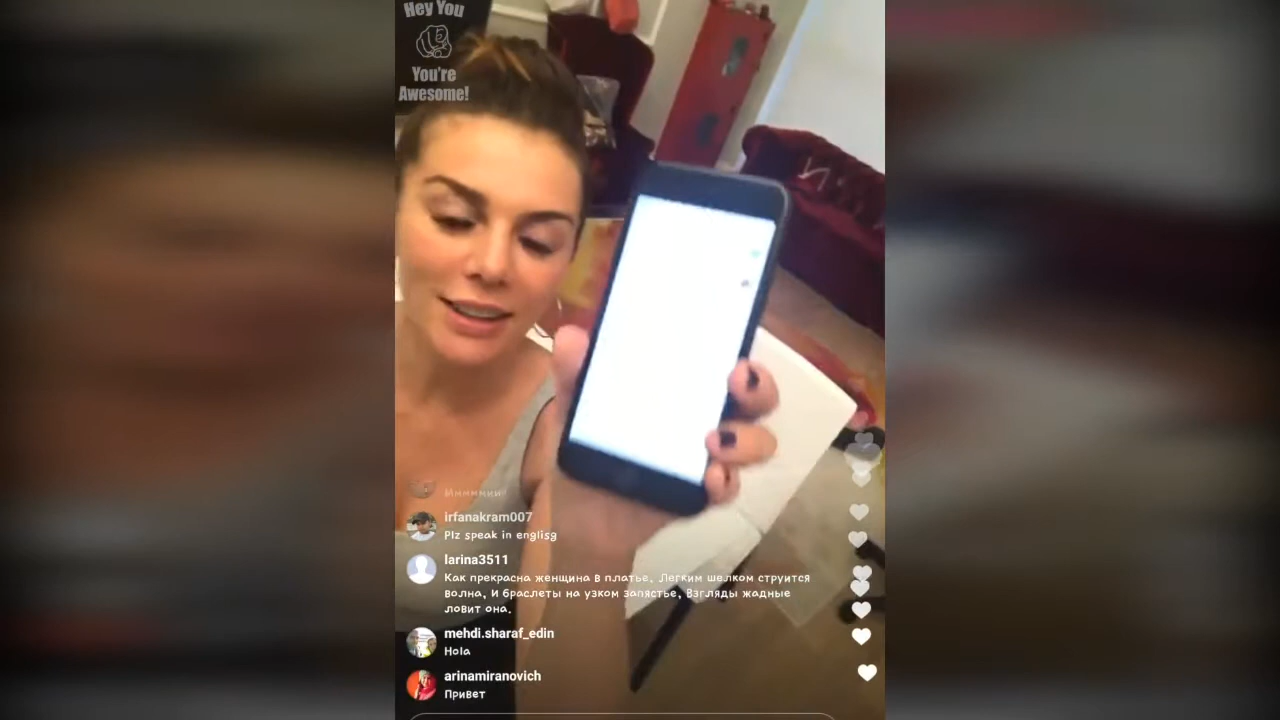 Hey You
You're
Awesome!
irfanakram007
Plz speak in englisg
larina3511
Как прекрасна женщина в платье, Легким шелком струится
волна, И браслеты на узком запястье, Взгляды жадные
ловит она.
mehdi.sharaf_edin
Hola
arinamiranovich
Привет